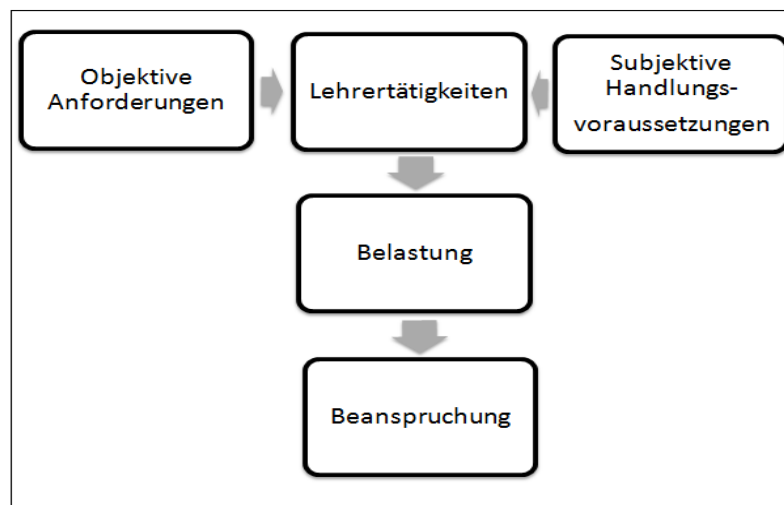 Objektive
Anforderungen
Lehrertätigkeiten
Subjektive
Handlungs-
voraussetzungen
Belastung
Beanspruchung